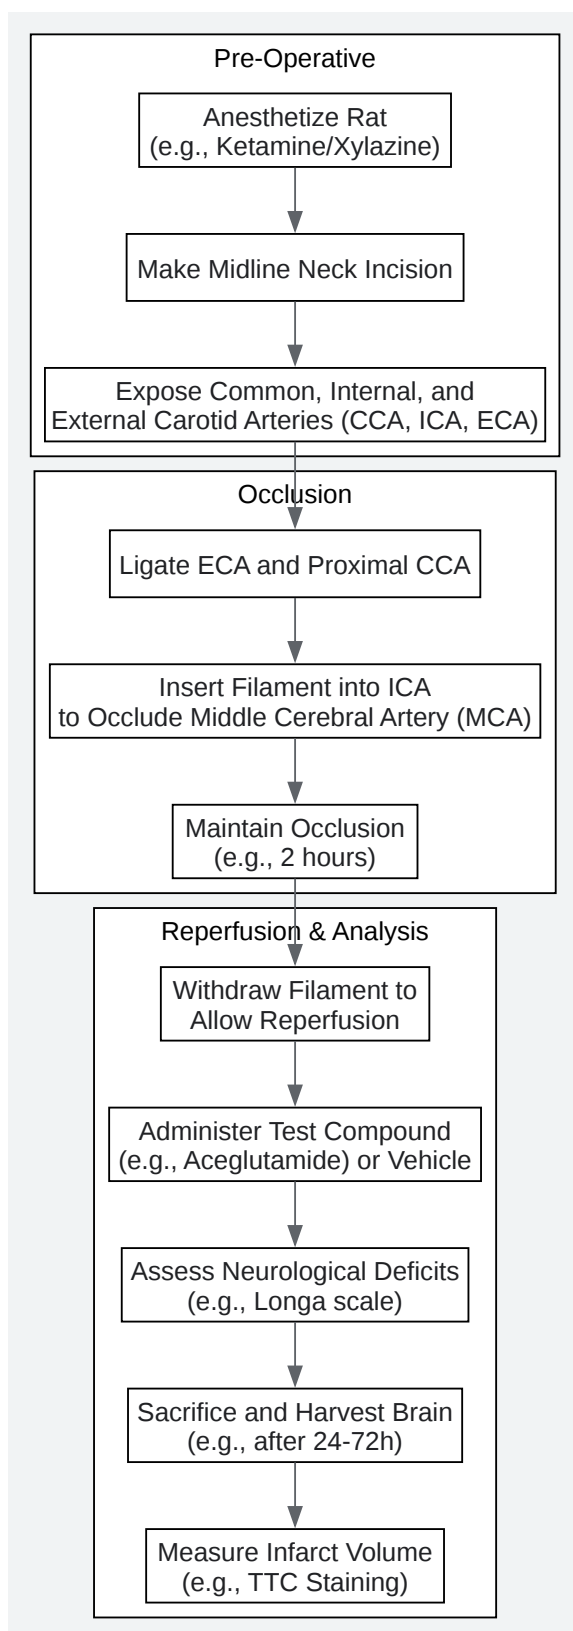 Pre-Operative
Anesthetize Rat
(e.g., Ketamine/Xylazine)
Make Midline Neck Incision
Expose Common, Internal, and
External Carotid Arteries (CCA, ICA, ECA)
Occlusion
Ligate ECA and Proximal CCA
Insert Filament into ICA
to Occlude Middle Cerebral Artery (MCA)
Maintain Occlusion
(e.g., 2 hours)
Reperfusion & Analysis
Withdraw Filament to
Allow Reperfusion
Administer Test Compound
(e.g., Aceglutamide) or Vehicle
Assess Neurological Deficits
(e.g., Longa scale)
Sacrifice and Harvest Brain
(e.g., after 24-72h)
Measure Infarct Volume
(e.g., TTC Staining)